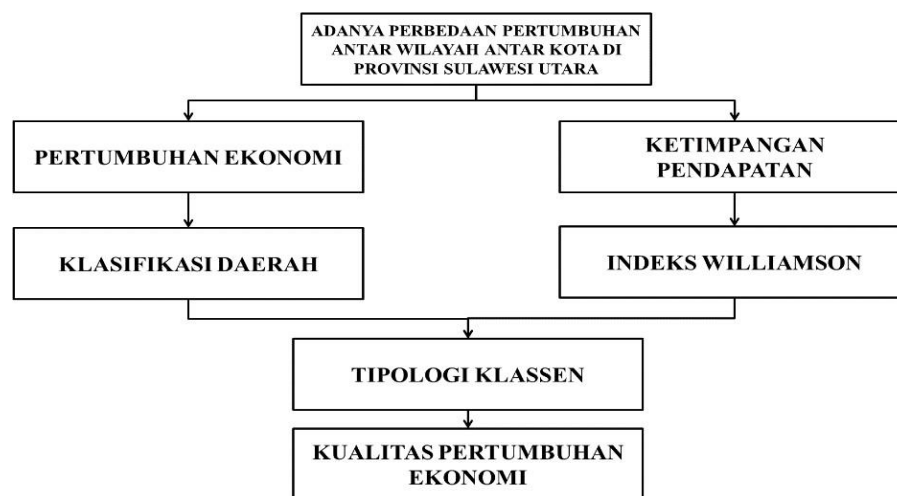 ADANYA PERBEDAAN PERTUMBUHAN
ANTAR WILAYAH ANTAR KOTA DI
PROVINSI SULAWESI UTARA
PERTUMBUHAN EKONOMI
KETIMPANGAN
PENDAPATAN
KLASIFIKASI DAERAH
INDEKS WILLIAMSON
TIPOLOGI KLASSEN
KUALITAS PERTUMBUHAN
EKONOMI